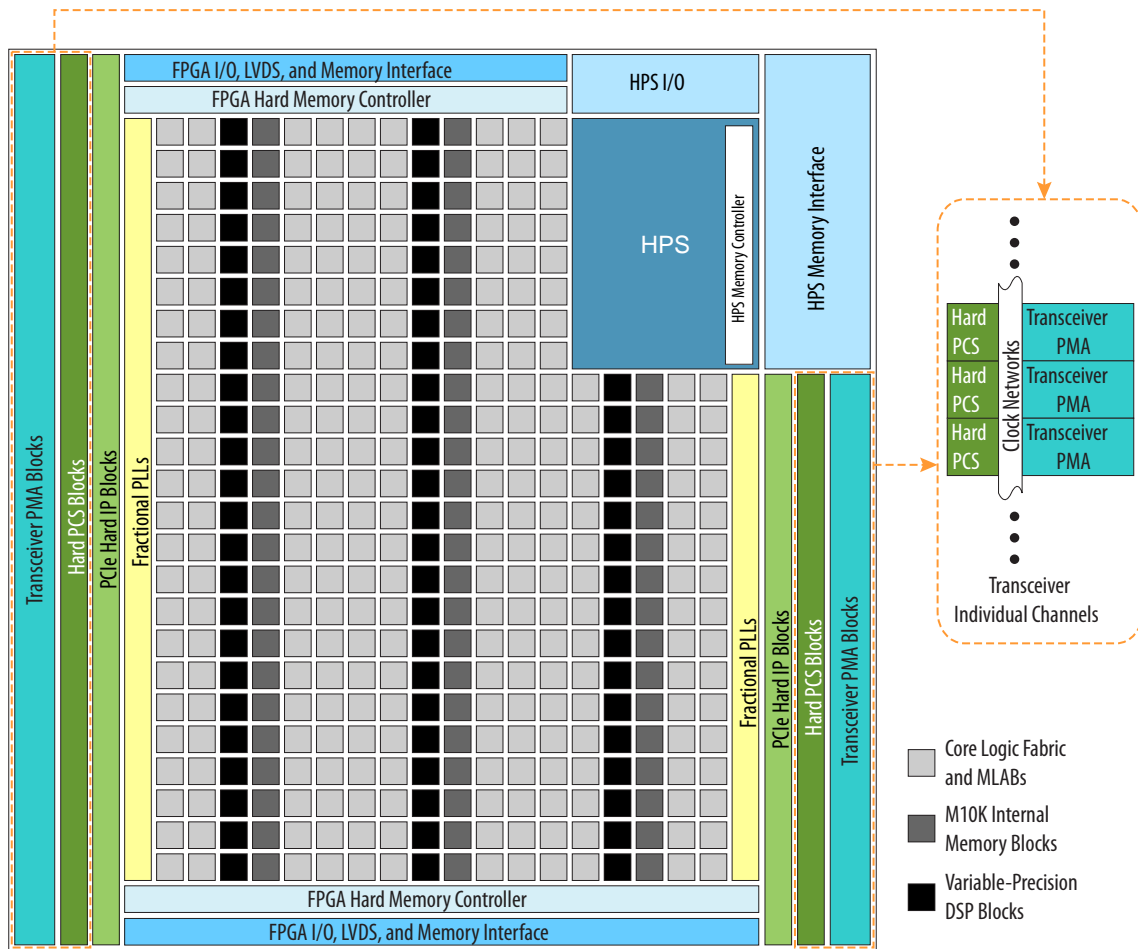 FPGA I/O, LVDS, and Memory Interface
FPGA Hard Memory Controller
HPS I/O
HPS
HPS Memory Controller
HPS Memory Interface
Transceiver PMA Blocks
Hard PCS Blocks
PCIe Hard IP Blocks
Fractional PLLs
Fractional PLLs
PCIe Hard IP Blocks
Hard PCS Blocks
Transceiver PMA Blocks
FPGA Hard Memory Controller
FPGA I/O, LVDS, and Memory Interface
Hard
PCS
Hard
PCS
Hard
PCS
Clock Networks
Transceiver
PMA
Transceiver
PMA
Transceiver
PMA
Transceiver
Individual Channels
Core Logic Fabric
and MLABs
M10K Internal
Memory Blocks
Variable-Precision
DSP Blocks